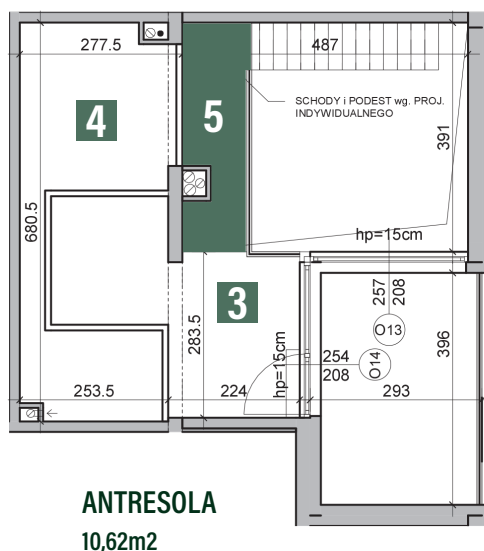 277.5
487
SCHODY i PODEST wg. PROJ.
INDYWIDUALNEGO
4
5
391
680.5
hp=15cm
3
283.5
257
208
O13
396
hp=15cm
254
208
O14
253.5
224
293
ANTRESOLA
10,62m2